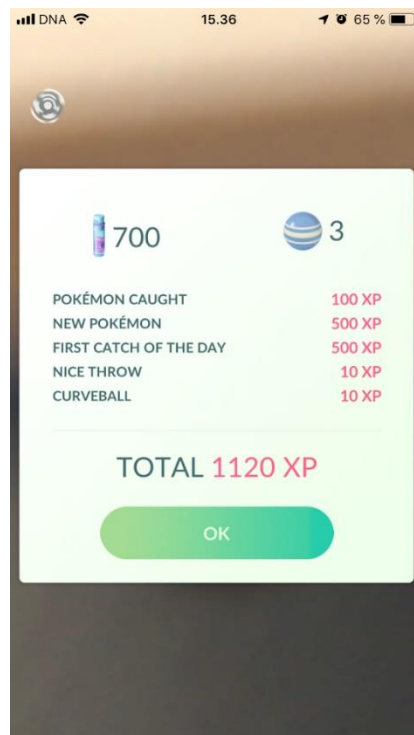 DNA 15.36 65 %
700 3
POKÉMON CAUGHT 100 XP
NEW POKÉMON 500 XP
FIRST CATCH OF THE DAY 500 XP
NICE THROW 10 XP
CURVEBALL 10 XP
TOTAL 1120 XP
OK